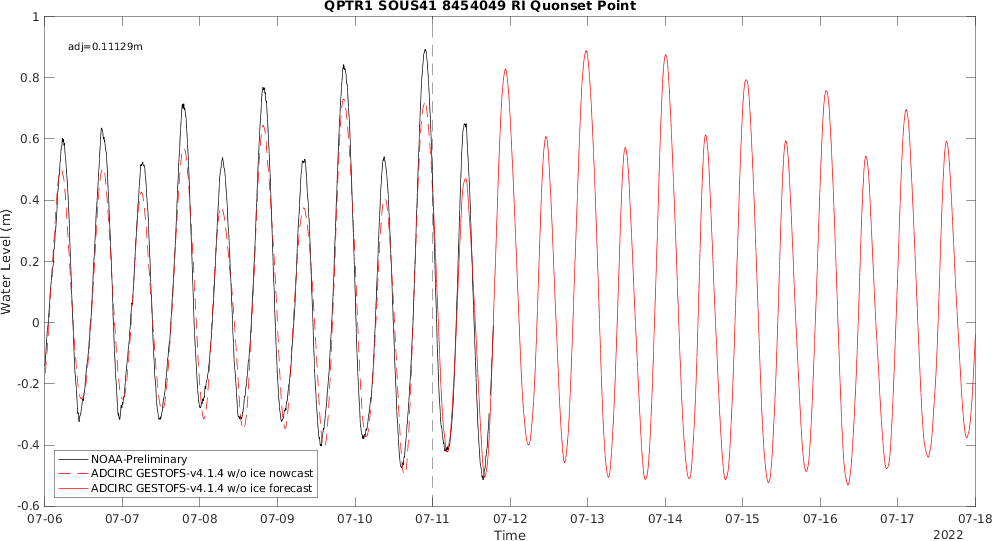 QPTR1 SOUS41 8454049 RI Quonset Point
adj=0.11129m
1
0.8
0.6
0.4
0.2
0
-0.2
-0.4
-0.6
Water Level (m)
NOAA-Preliminary
ADCIRC GESTOFS-v4.1.4 w/o ice nowcast
ADCIRC GESTOFS-v4.1.4 w/o ice forecast
07-06 07-07 07-08 07-09 07-10 07-11 07-12 07-13 07-14 07-15 07-16 07-17 07-18
Time
2022